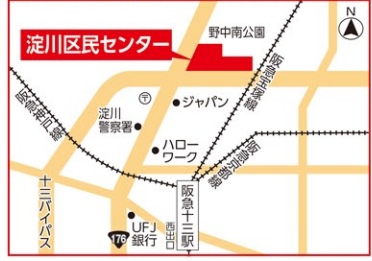 淀川区民センター
野中南公園
N
阪急宝塚線
〒
ジャパン
淀川
警察署
阪急神戸線
ハロー
ワーク
阪急京都線
十三バイパス
阪急十三駅
西出口
UFJ
銀行
176